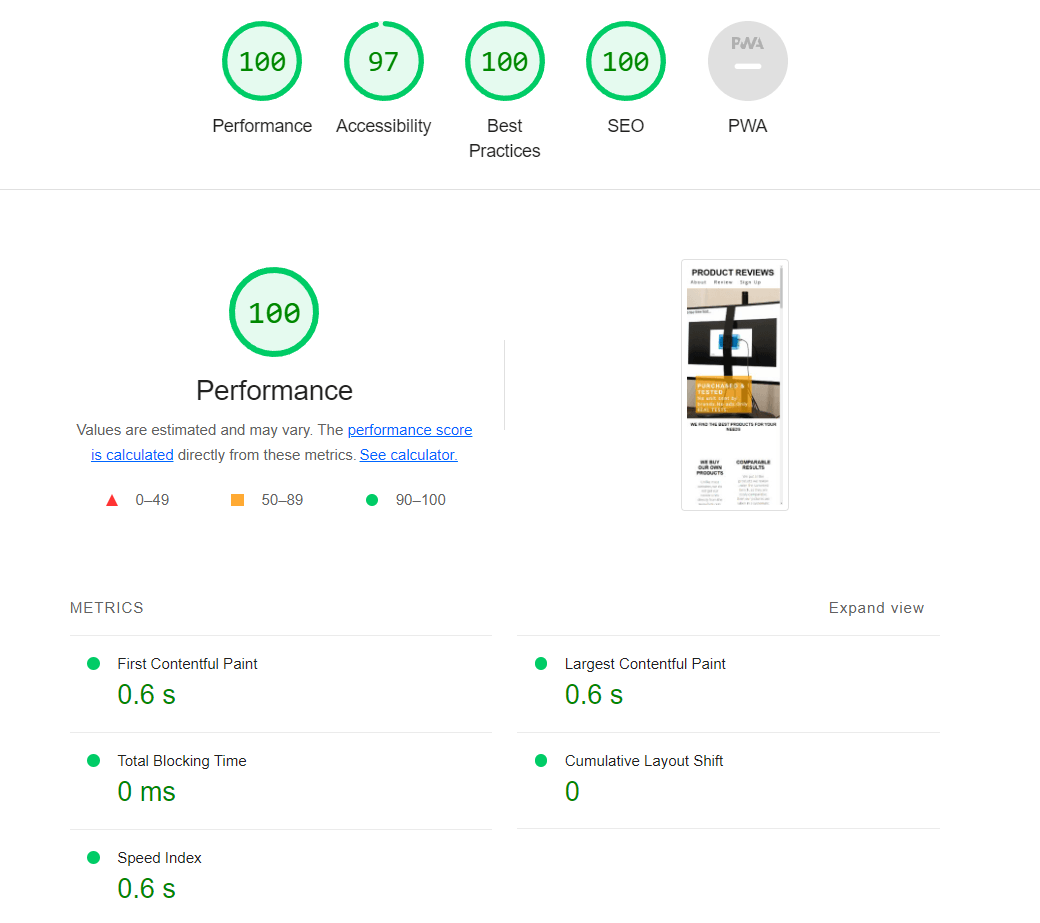 100
97
100
100
PWA
Performance
Accessibility
Best
Practices
SEO
PWA
100
Performance
Values are estimated and may vary. The performance score
is calculated directly from these metrics. See calculator.
0–49
50–89
90–100
PRODUCT REVIEWS
About Review Sign Up
PURCHASED &
TESTED
WE FIND THE BEST PRODUCTS FOR YOUR
NEEDS
WE BUY
OUR OWN
PRODUCTS
COMPARABLE
RESULTS
METRICS
Expand view
First Contentful Paint
0.6 s
Largest Contentful Paint
0.6 s
Total Blocking Time
0 ms
Cumulative Layout Shift
0
Speed Index
0.6 s